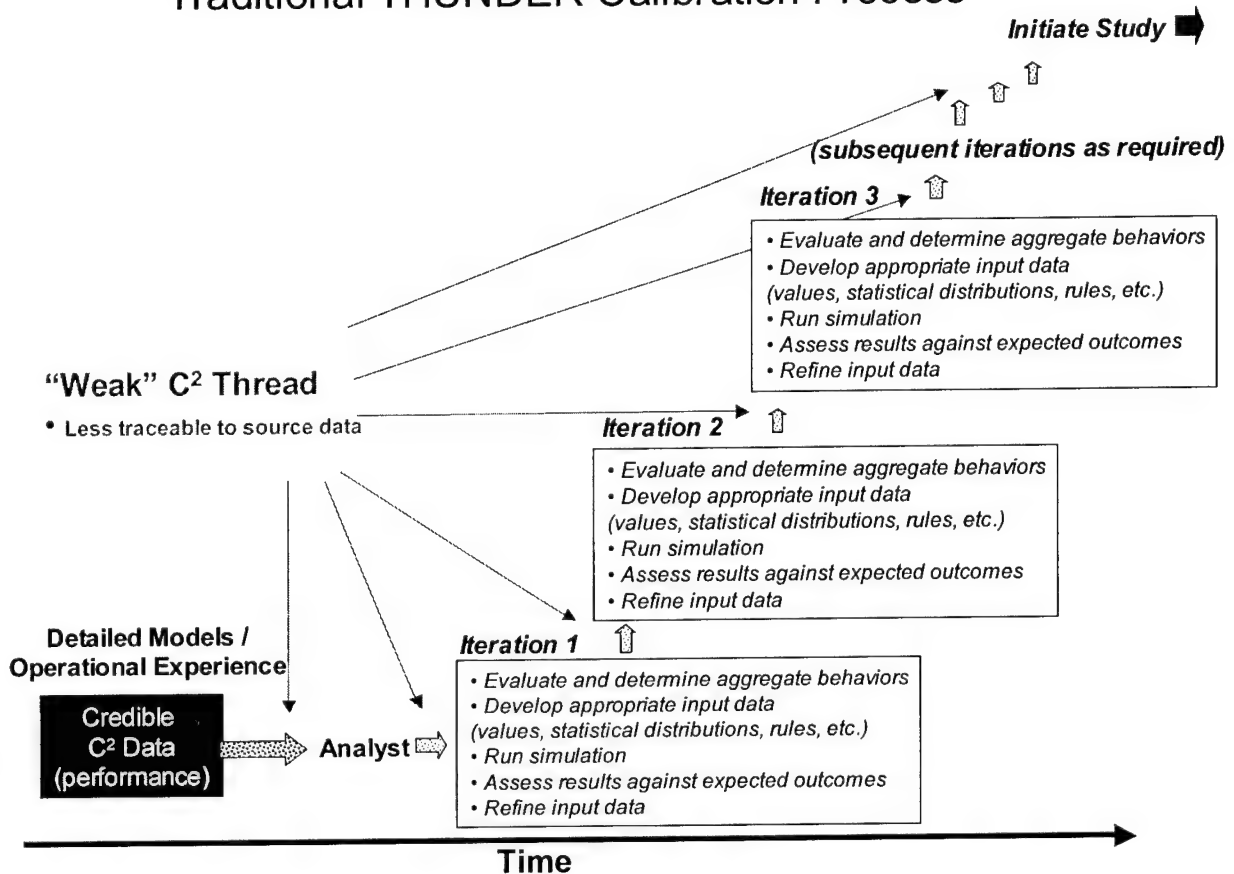 Traditional THUNDER Calibration Process
Initiate Study
(subsequent iterations as required)
Iteration 3
• Evaluate and determine aggregate behaviors
• Develop appropriate input data
(values, statistical distributions, rules, etc.)
• Run simulation
• Assess results against expected outcomes
• Refine input data
“Weak” C² Thread
• Less traceable to source data
Iteration 2
• Evaluate and determine aggregate behaviors
• Develop appropriate input data
(values, statistical distributions, rules, etc.)
• Run simulation
• Assess results against expected outcomes
• Refine input data
Detailed Models /
Operational Experience
Credible
C² Data
(performance)
Analyst
Iteration 1
• Evaluate and determine aggregate behaviors
• Develop appropriate input data
(values, statistical distributions, rules, etc.)
• Run simulation
• Assess results against expected outcomes
• Refine input data
Time